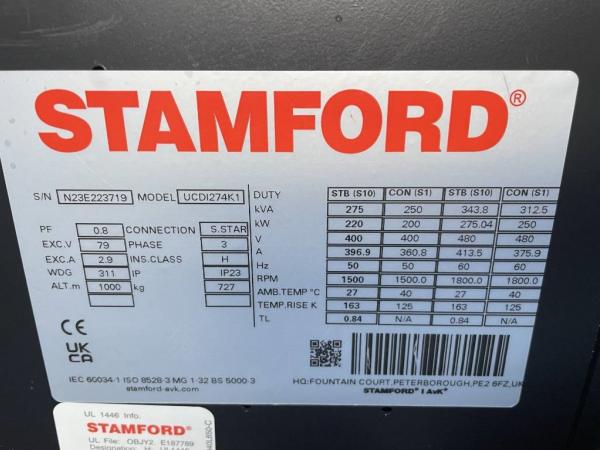 STAMFORD®
S/N N23E223719 MODEL UCDI274K1
PF 0.8 CONNECTION S.STAR
EXC.V 79 PHASE 3
EXC.A 2.9 INS.CLASS H
WDG 311 IP IP23
ALT.m 1000 kg 727
DUTY STB (S10) CON (S1) STB (S10) CON (S1)
kVA 275 250 343.8 312.5
kW 220 200 275.04 250
V 400 400 480 480
A 396.9 360.8 413.5 375.9
Hz 50 50 60 60
RPM 1500 1500.0 1800.0 1800.0
AMB.TEMP °C 27 40 27 40
TEMP.RISE K 163 125 163 125
TL 0.84 N/A 0.84 N/A
CE
UK
CA
IEC 60034-1 ISO 8528-3 MG 1-32 BS 5000-3
stamford-avk.com
HQ:FOUNTAIN COURT,PETERBOROUGH,PE2 6FZ,UK
STAMFORD® | AvK®
UL 1446 Info.
STAMFORD®
UL File: OBJY2. E187789